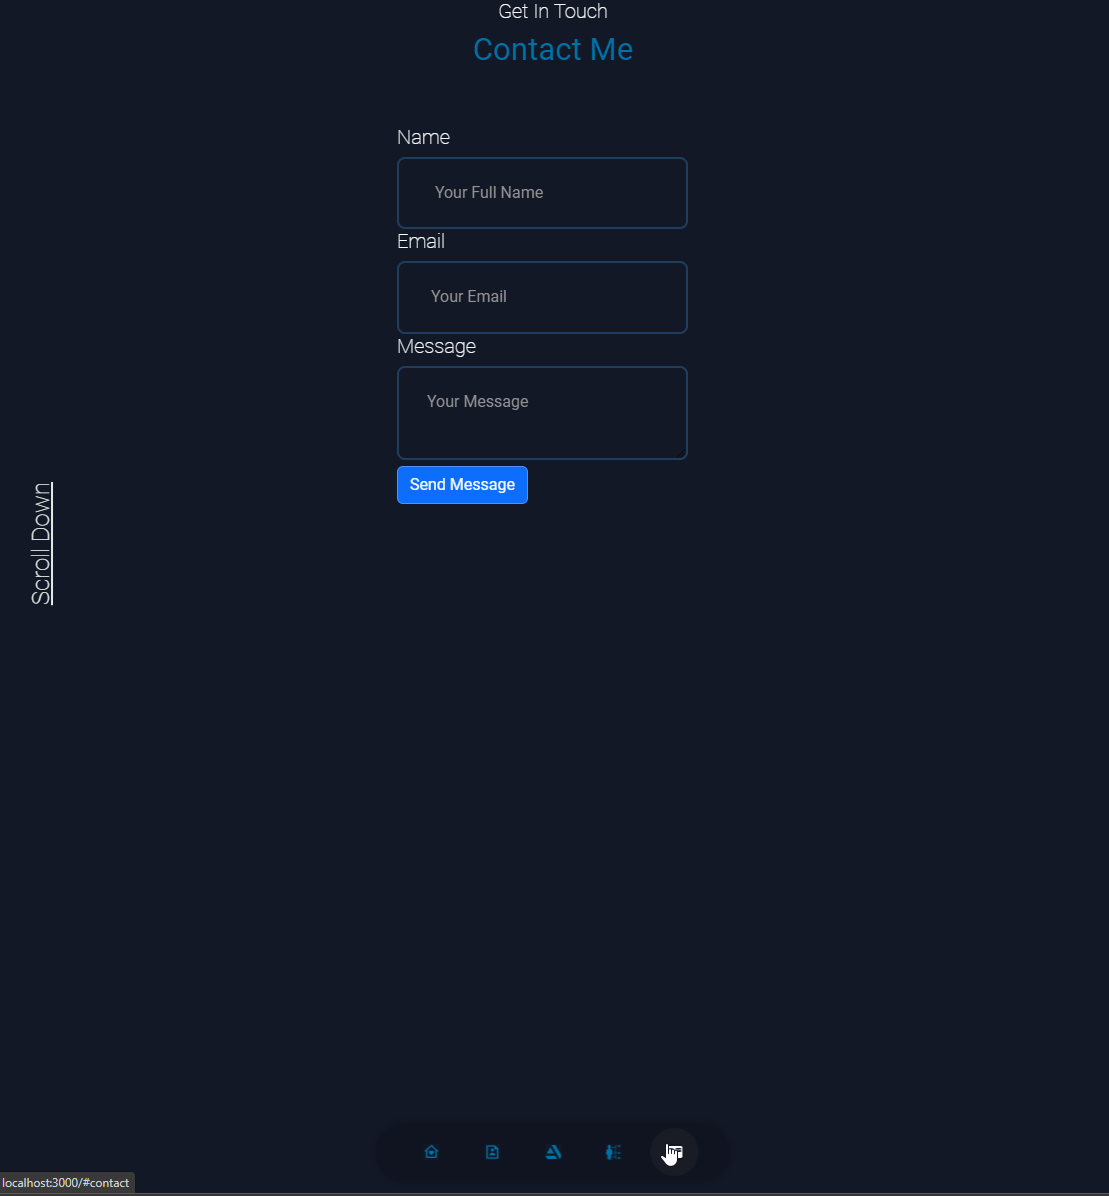 Get In Touch
Contact Me
Name
Your Full Name
Email
Your Email
Message
Your Message
Send Message
Scroll Down
localhost:3000/#contact